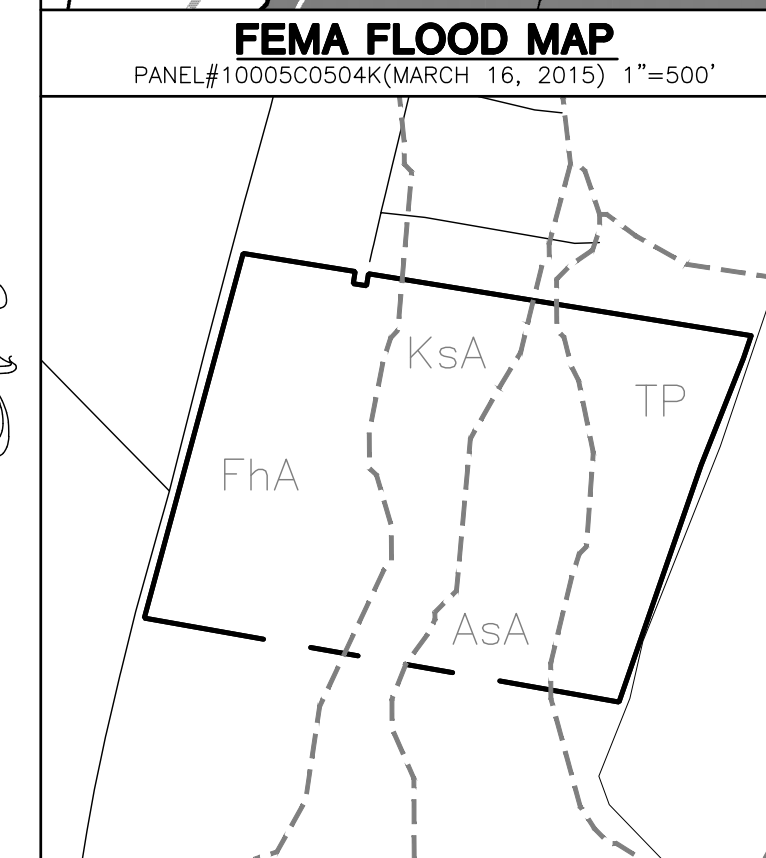 FEMA FLOOD MAP
PANEL#10005C0504K(MARCH 16, 2015) 1"=500'
KsA
TP
FhA
AsA